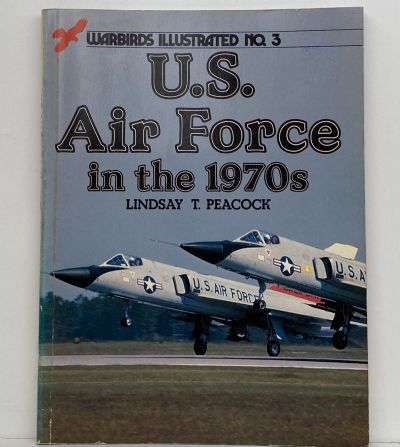 WARBIRDS ILLUSTRATED NO. 3
U.S.
Air Force
in the 1970s
LINDSAY T. PEACOCK
U.S. A
U.S. AIR FORCE